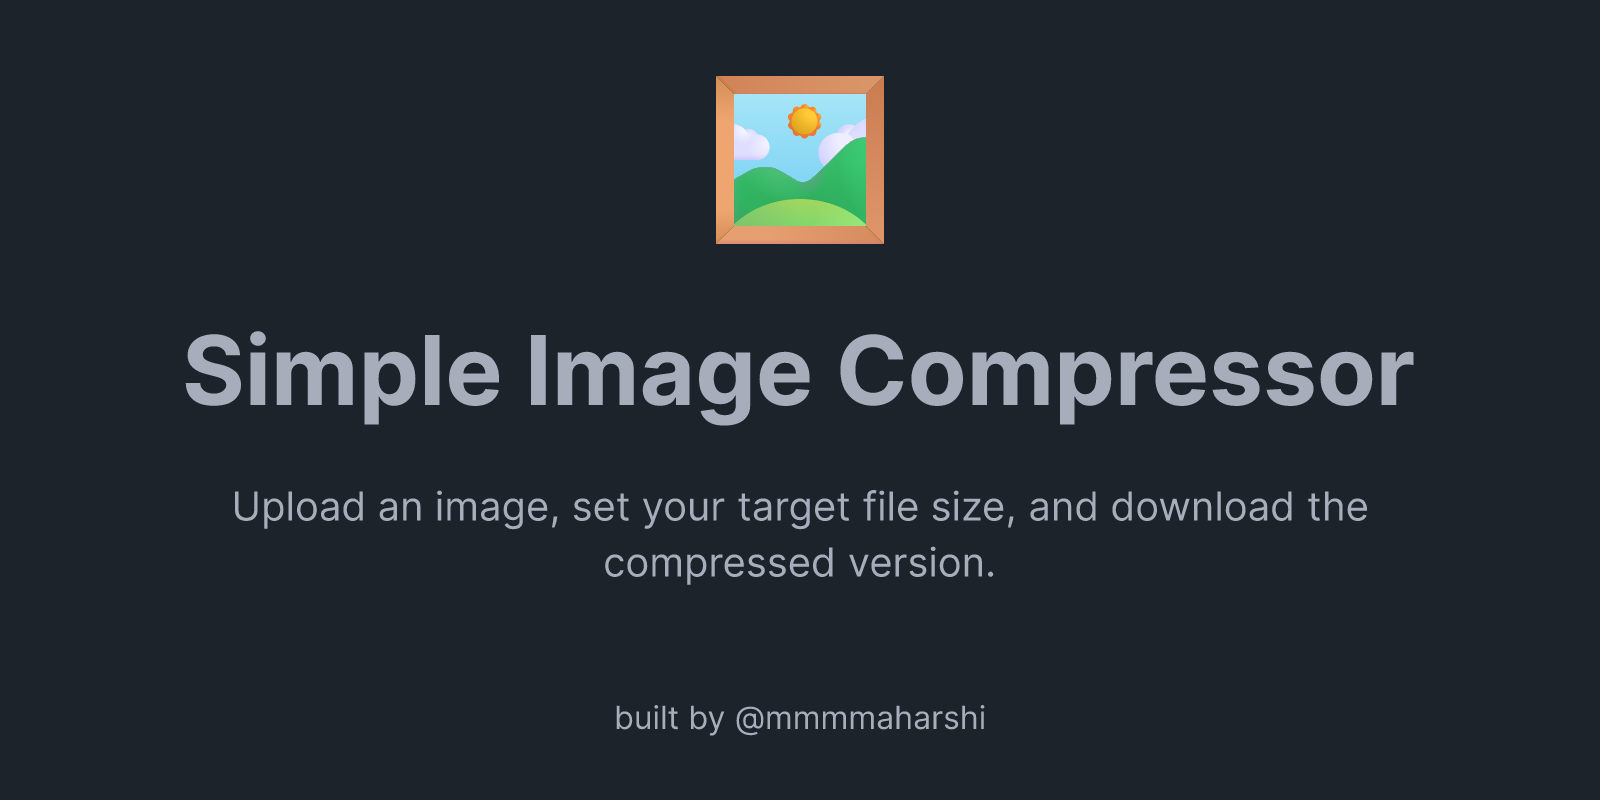 Simple Image Compressor
Upload an image, set your target file size, and download the
compressed version.
built by @mmmmaharshi